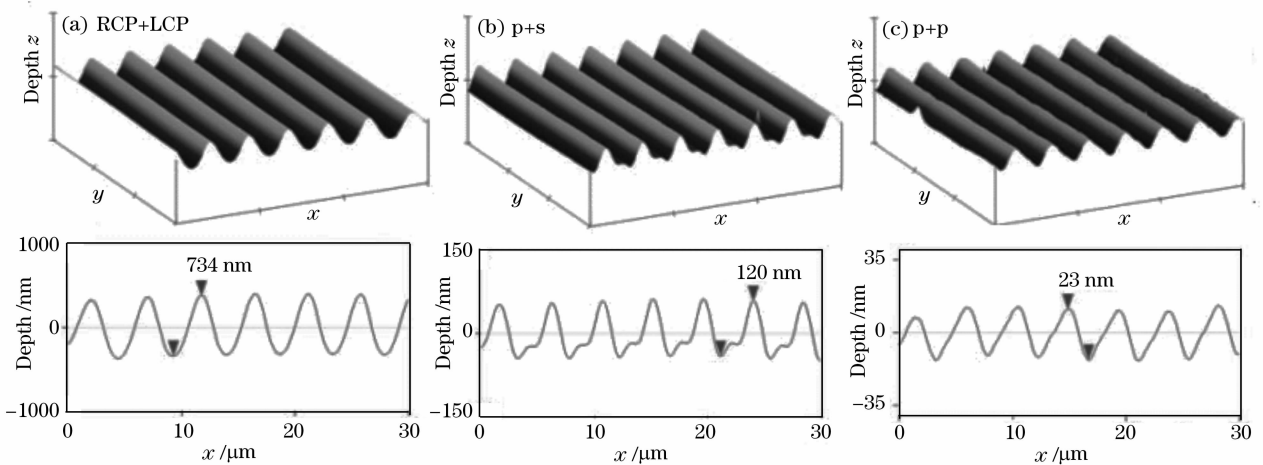 (a) RCP+LCP
Depth z
y
x
(b) p+s
Depth z
y
x
(c) p+p
Depth z
y
x
1000
0
−1000
Depth /nm
734 nm
0 10 20 30
x /μm
150
0
−150
Depth /nm
120 nm
0 10 20 30
x /μm
35
0
−35
Depth /nm
23 nm
0 10 20 30
x /μm